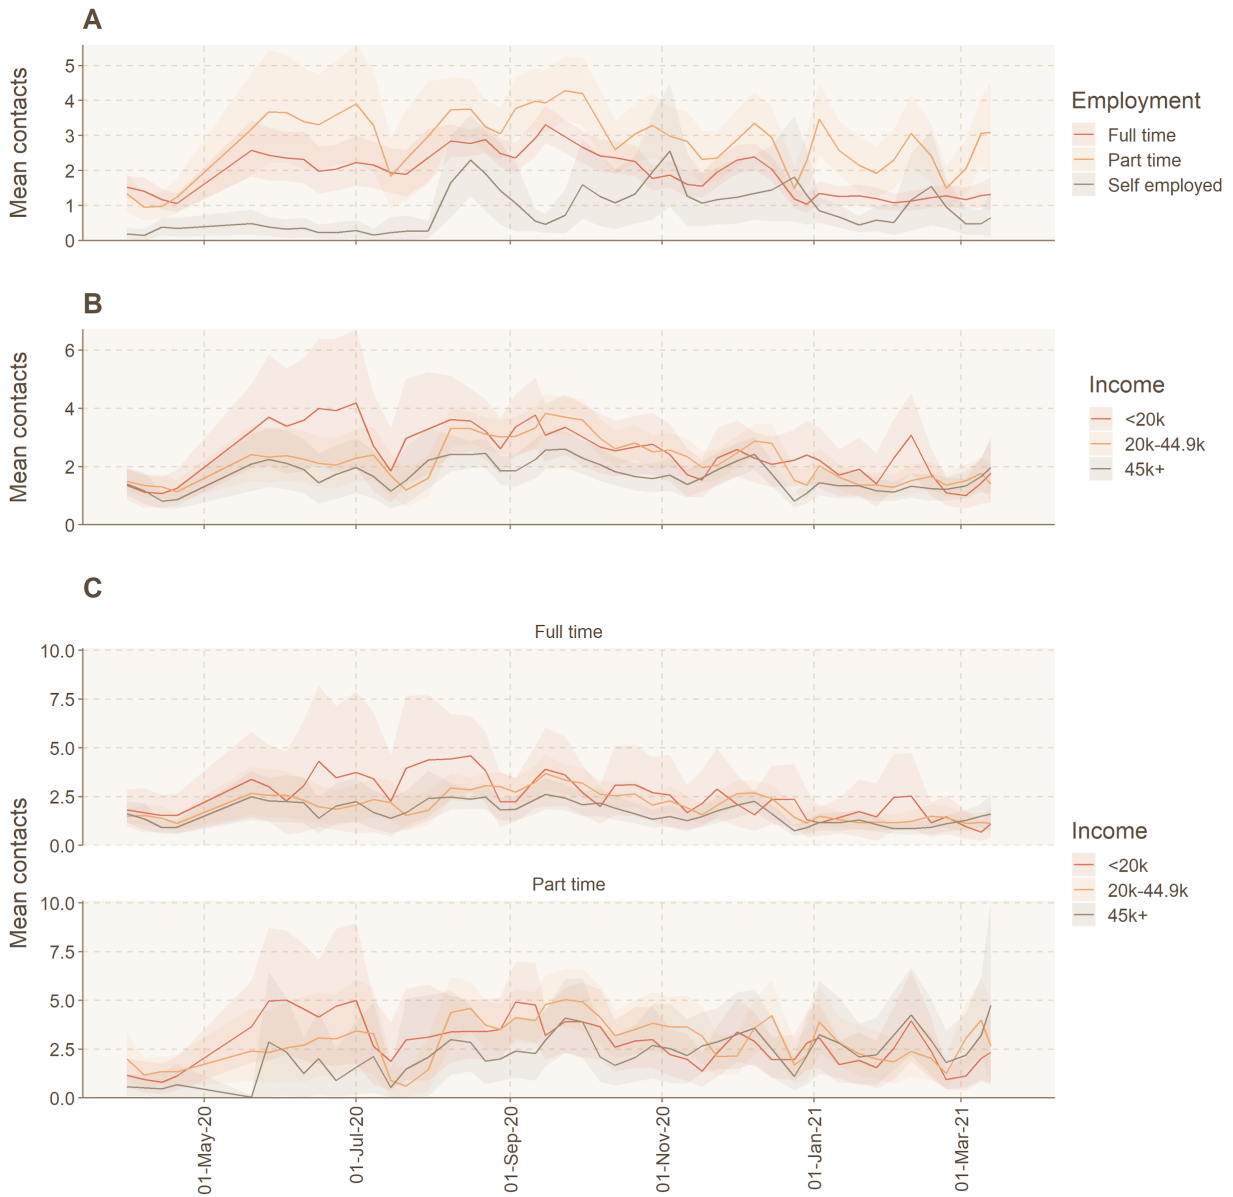 A
5
4
3
2
1
0
Mean contacts
Employment
Full time
Part time
Self employed
B
6
4
2
0
Mean contacts
Income
<20k
20k-44.9k
45k+
C
Full time
10.0
7.5
5.0
2.5
0.0
Part time
10.0
7.5
5.0
2.5
0.0
Mean contacts
01-May-20
01-Jul-20
01-Sep-20
01-Nov-20
01-Jan-21
01-Mar-21
Income
<20k
20k-44.9k
45k+